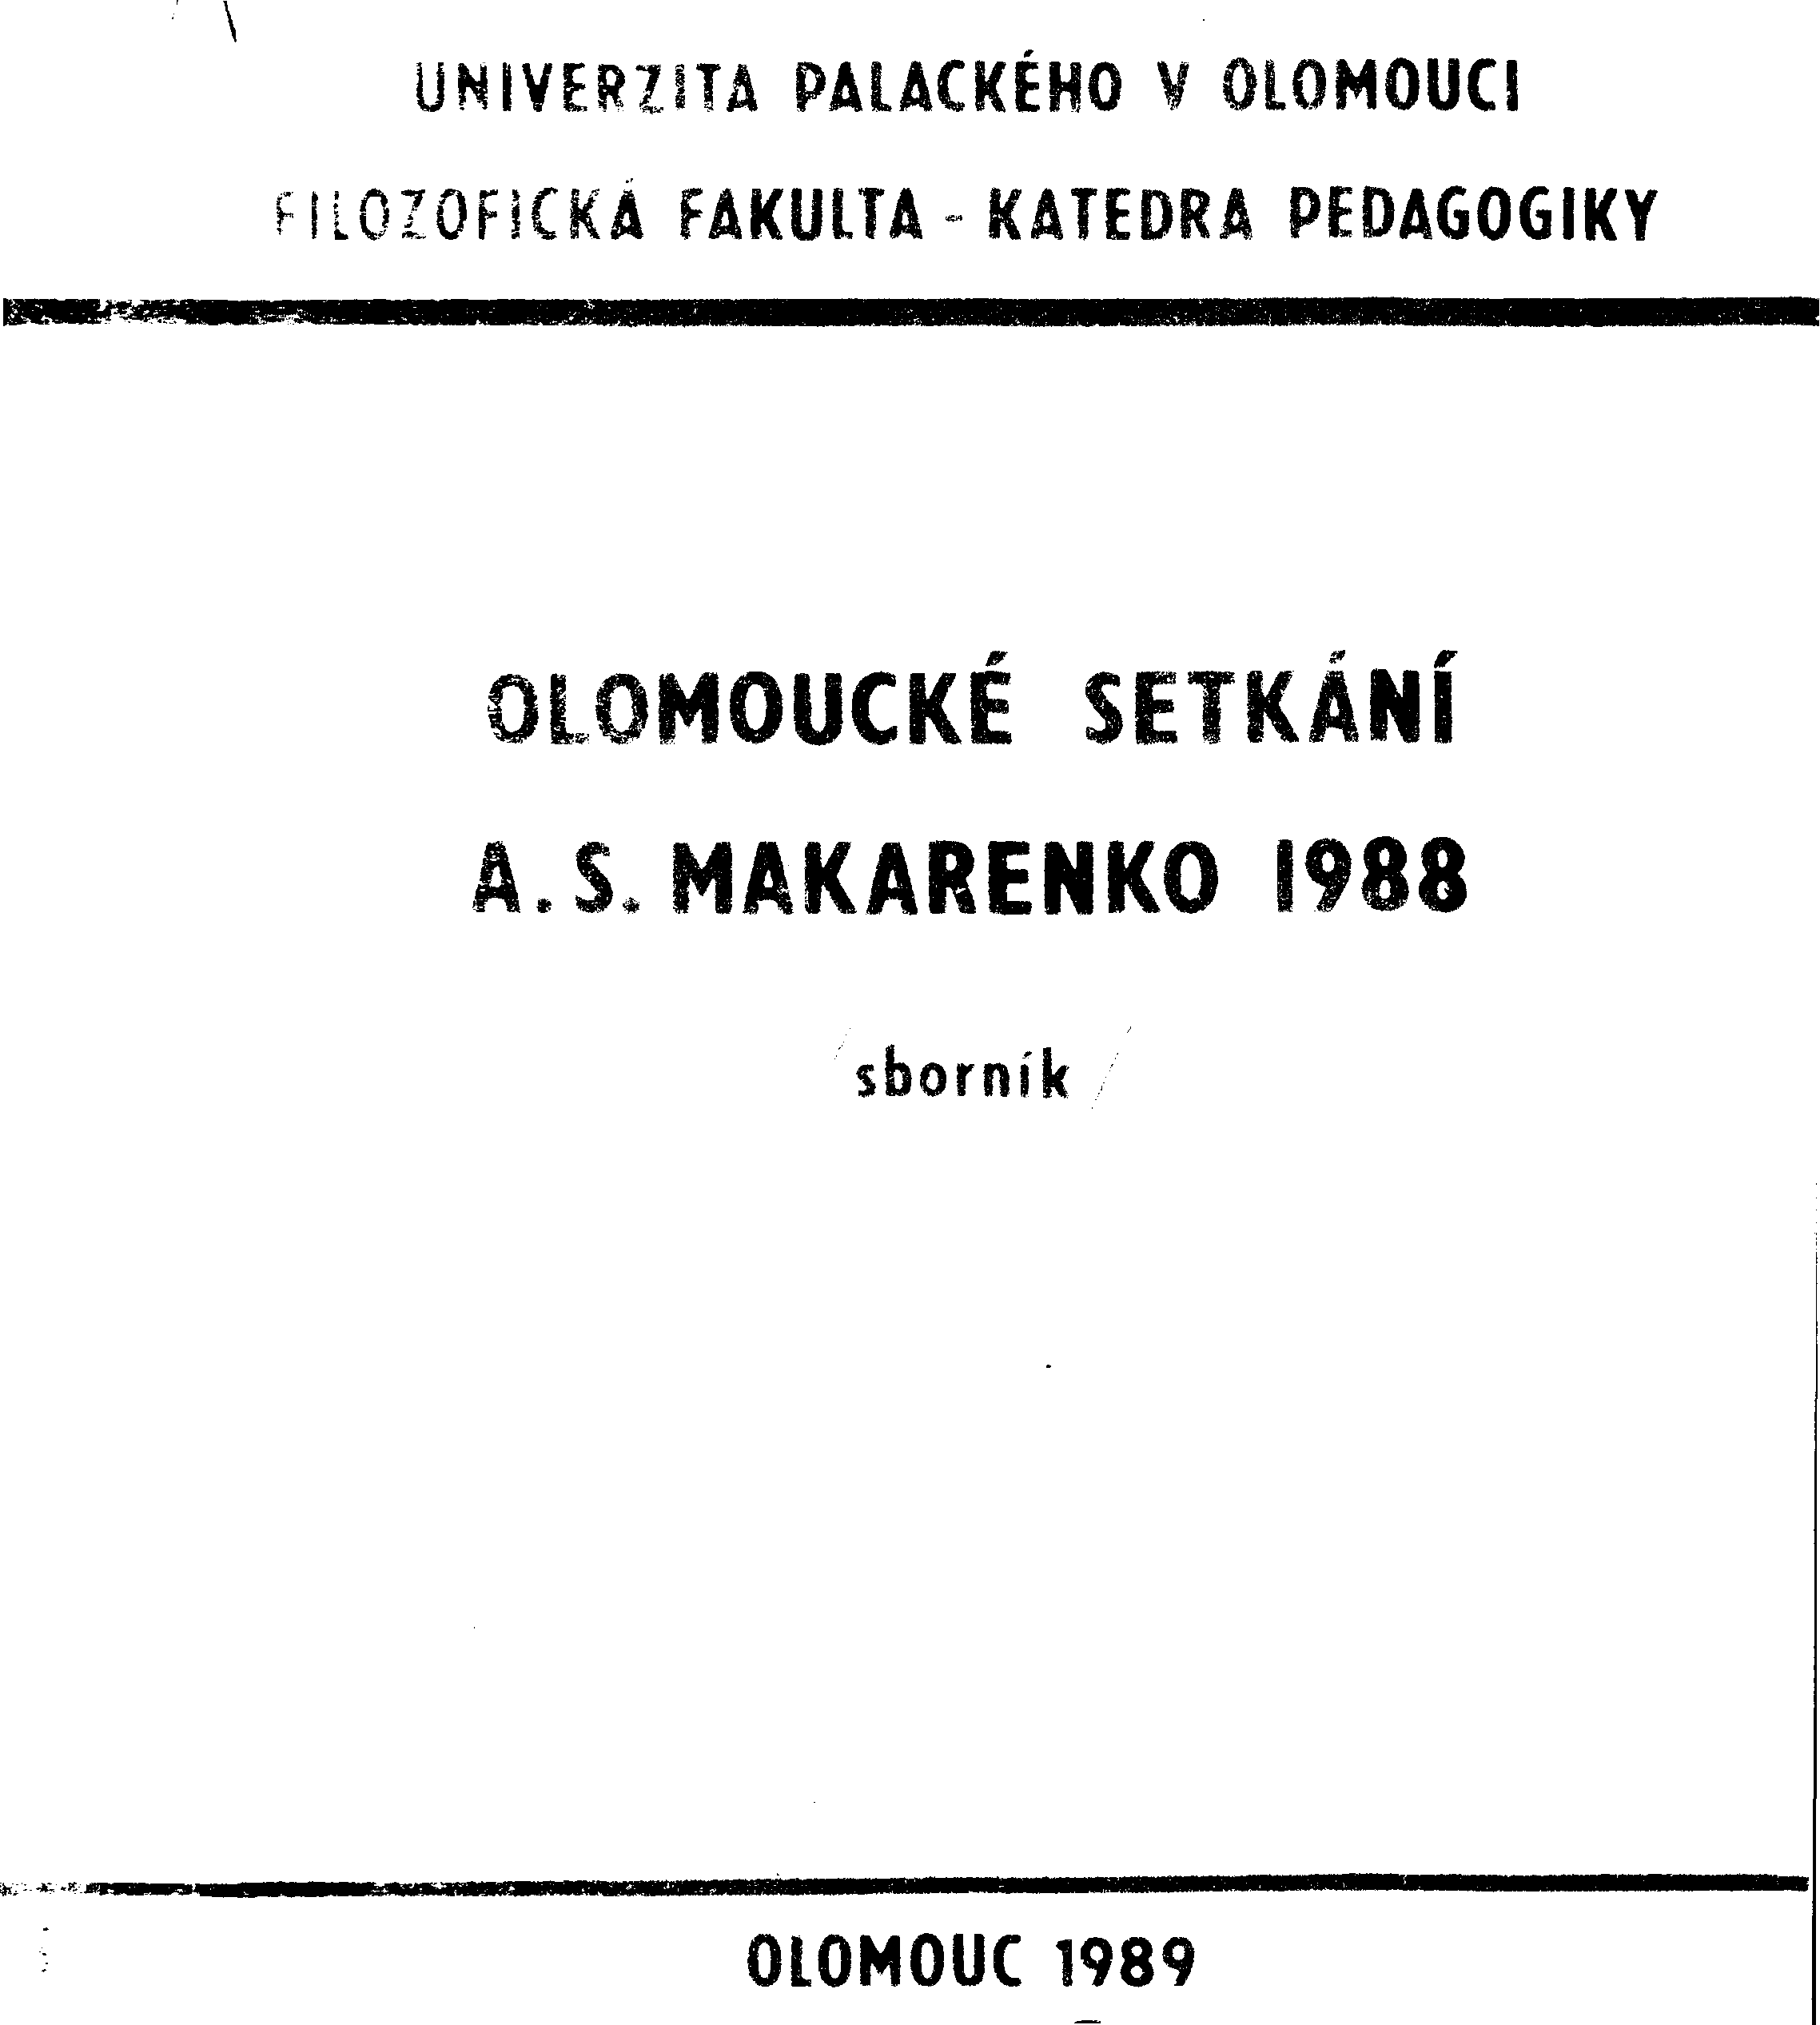 UNIVERZITA PALACKÉHO V OLOMOUCI
FILOZOFICKÁ FAKULTA - KATEDRA PEDAGOGIKY
OLOMOUCKÉ SETKÁNÍ
A. S. MAKARENKO 1988
sborník
OLOMOUC 1989